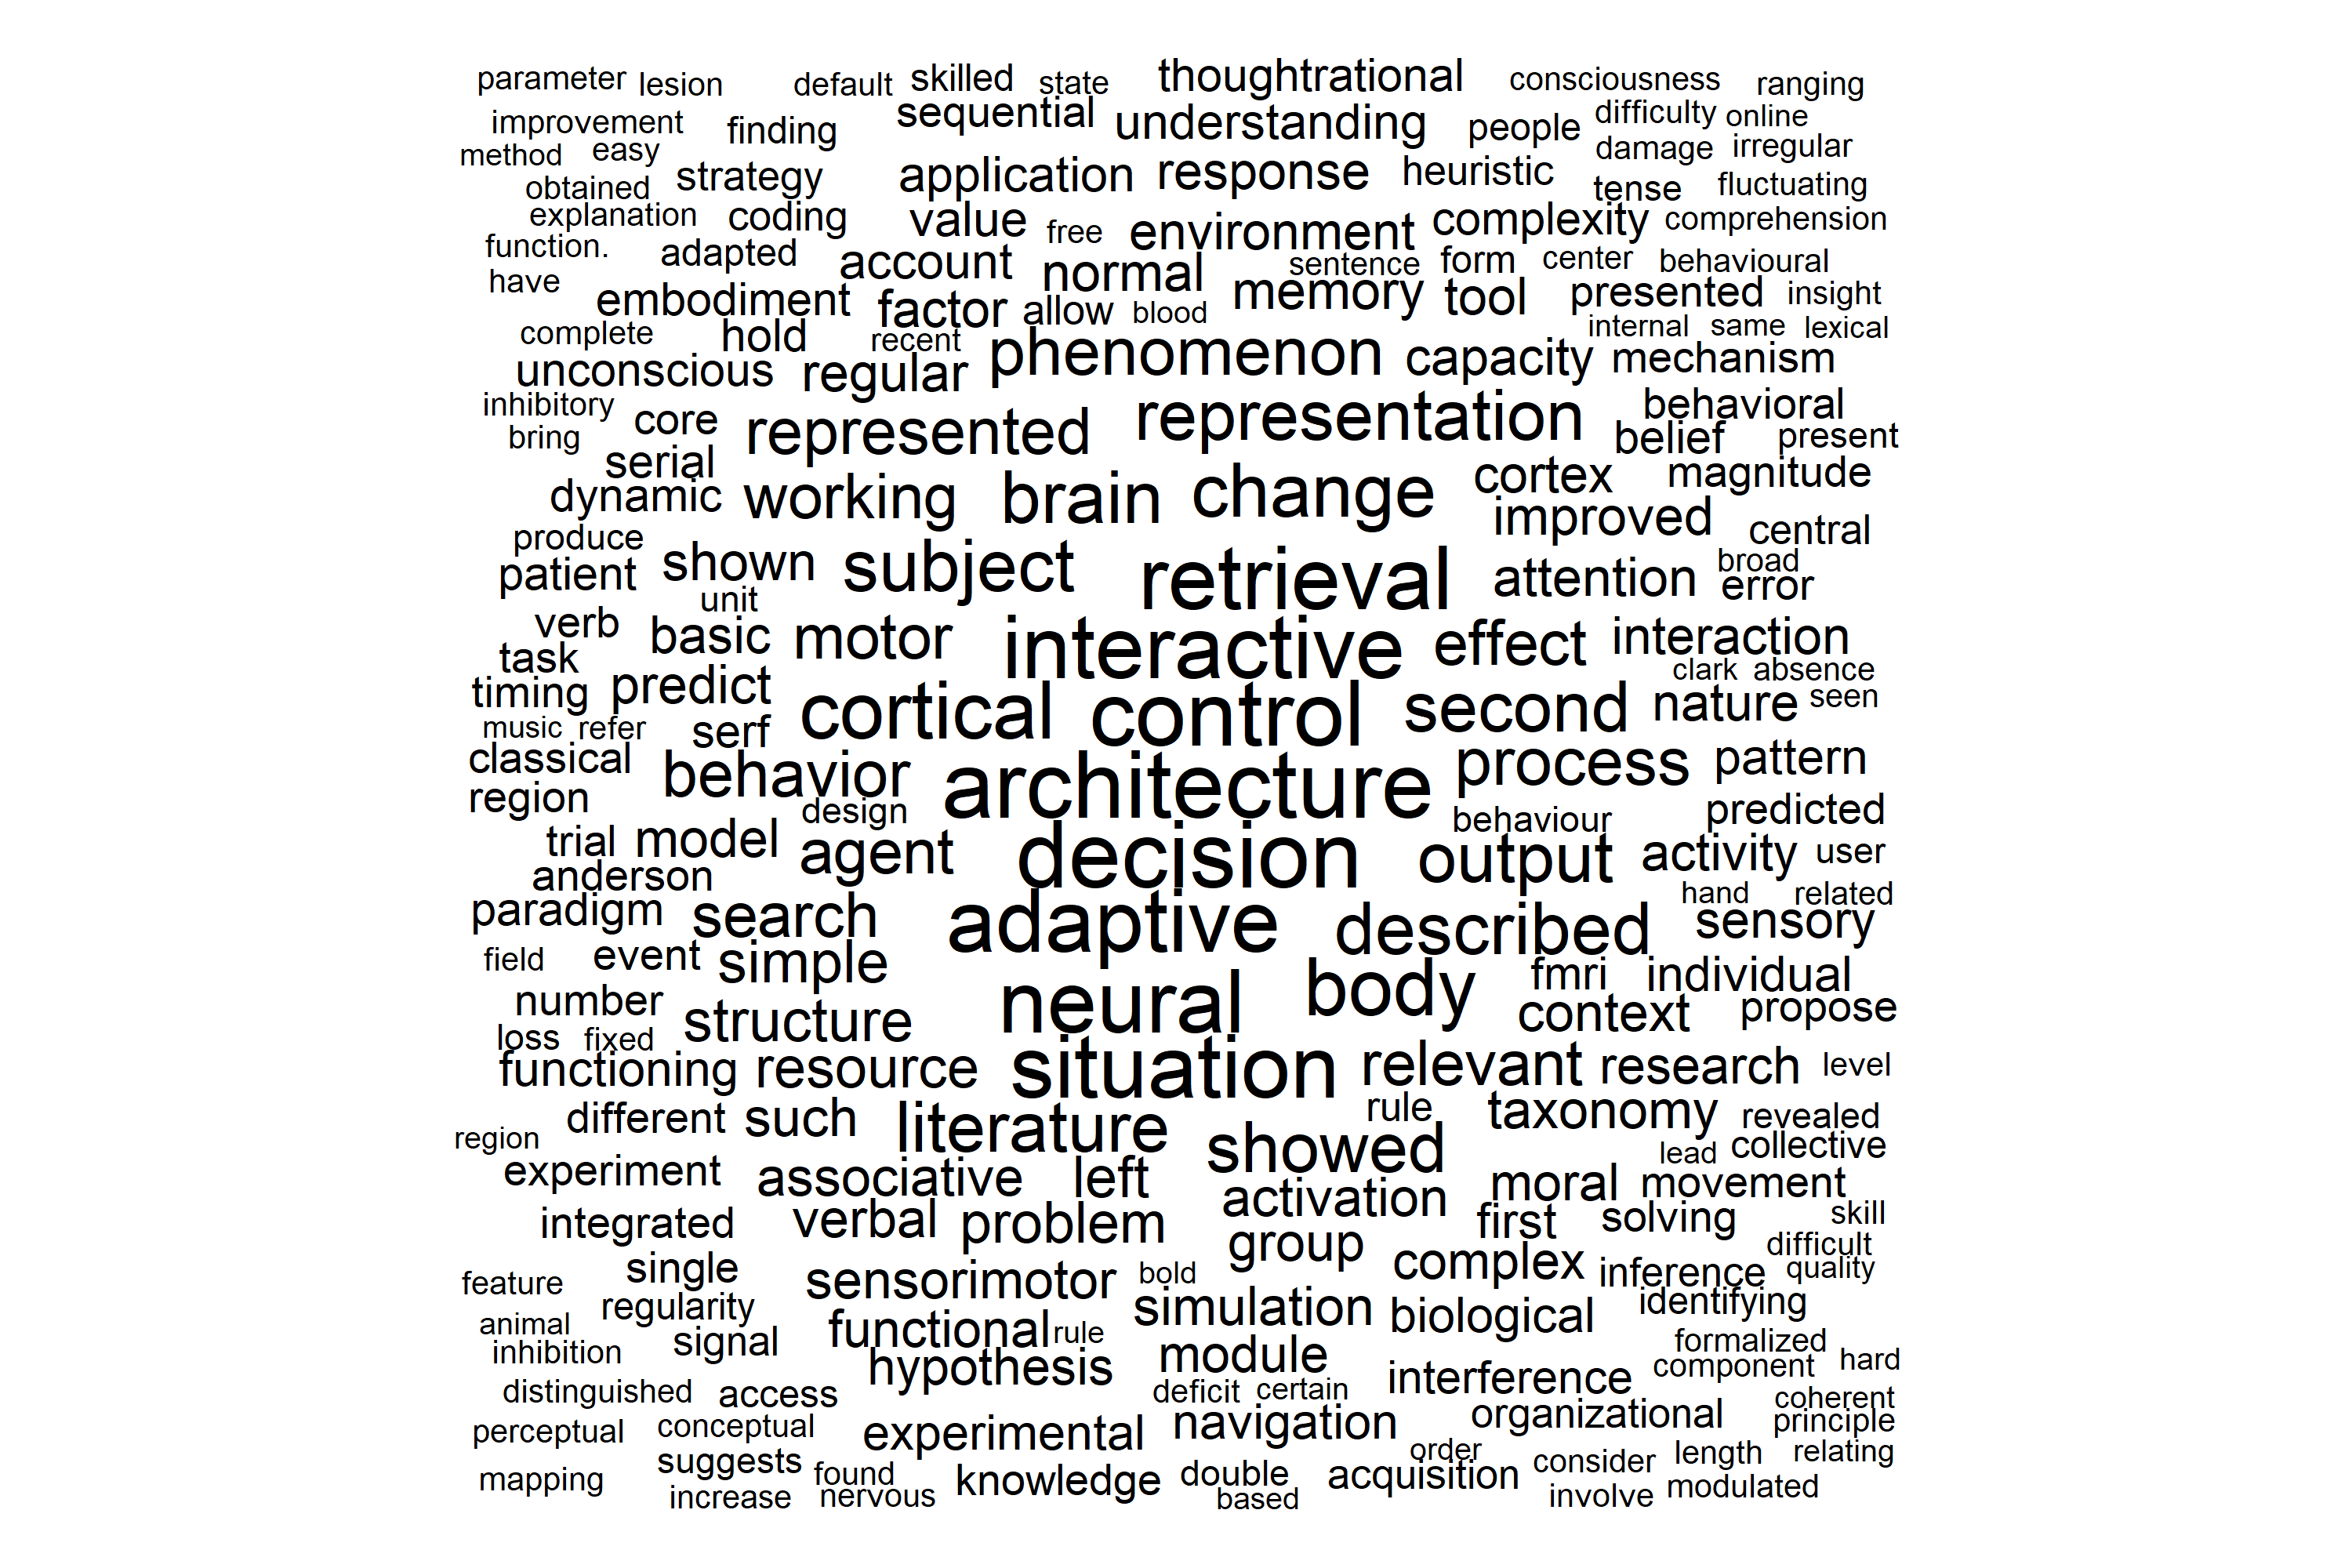 parameter lesion default skilled state thoughtrational consciousness ranging
improvement finding sequential understanding people difficulty online
method easy damage irregular
obtained strategy application response heuristic tense fluctuating
explanation coding value free environment complexity comprehension
function. adapted account normal sentence form center behavioural
have embodiment factor allow blood memory tool presented insight
complete hold recent internal same lexical
unconscious regular phenomenon capacity mechanism
inhibitory core represented representation behavioral
bring belief present
serial
dynamic working brain change cortex magnitude
produce improved central
patient shown subject retrieval attention broad
unit error
verb basic motor interactive effect interaction
task clark absence
timing predict cortical control second nature seen
music refer serf
classical behavior architecture process pattern
region design behaviour predicted
trial model agent decision output activity user
anderson
paradigm search adaptive described hand related
sensory
field event simple fmri individual
number structure neural body context propose
loss fixed
functioning resource situation relevant research level
different such literature rule taxonomy revealed
region showed lead collective
experiment associative left activation moral movement
integrated verbal problem first solving skill
group difficult
single sensorimotor bold complex inference quality
feature regularity simulation biological identifying
animal signal functional rule formalized
inhibition hypothesis module interference component hard
distinguished access deficit certain coherent
perceptual conceptual experimental navigation organizational principle
suggests order consider length relating
mapping found knowledge double acquisition
increase nervous based involve modulated